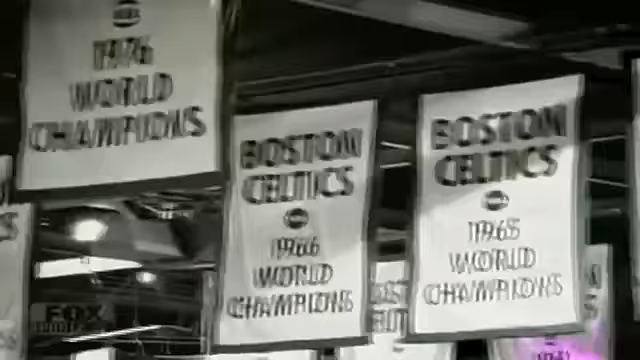 1976
WORLD
CHAMPIONS
BOSTON
CELTICS
1966
WORLD
CHAMPIONS
BOSTON
CELTICS
1965
WORLD
CHAMPIONS
FOX